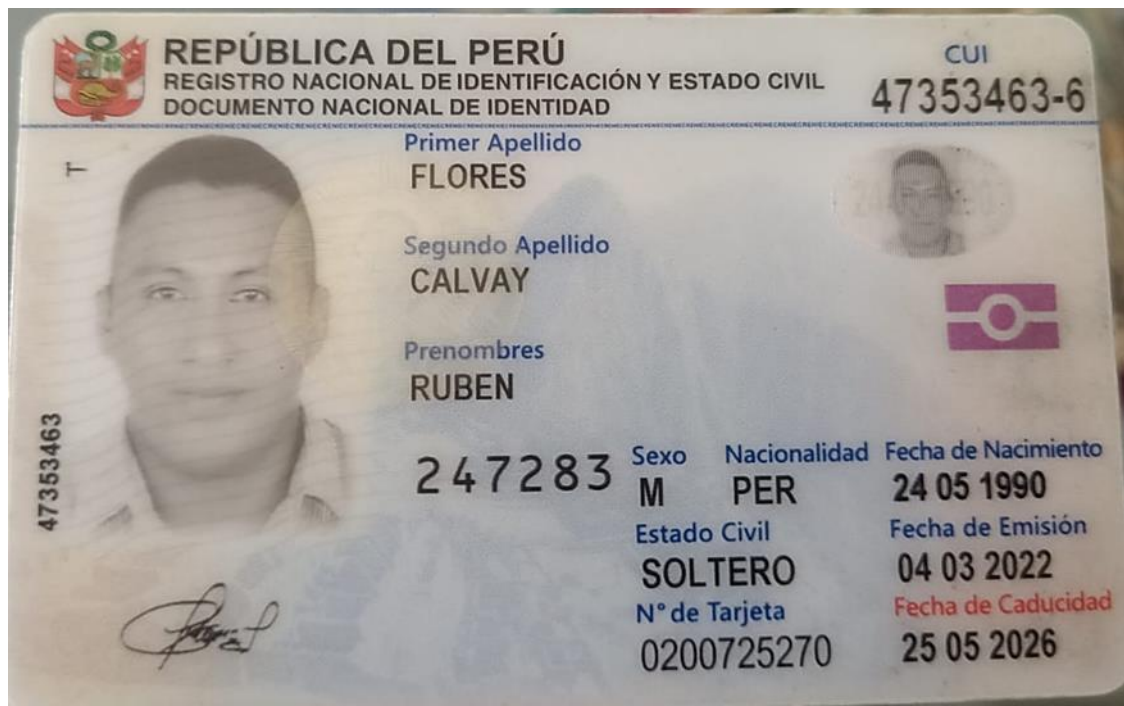 REPÚBLICA DEL PERÚ
REGISTRO NACIONAL DE IDENTIFICACIÓN Y ESTADO CIVIL
DOCUMENTO NACIONAL DE IDENTIDAD
CUI
47353463-6
T
Primer Apellido
FLORES
Segundo Apellido
CALVAY
Prenombres
RUBEN
47353463
247283
Sexo
M
Nacionalidad
PER
Fecha de Nacimiento
24 05 1990
Estado Civil
SOLTERO
Fecha de Emisión
04 03 2022
N° de Tarjeta
0200725270
Fecha de Caducidad
25 05 2026